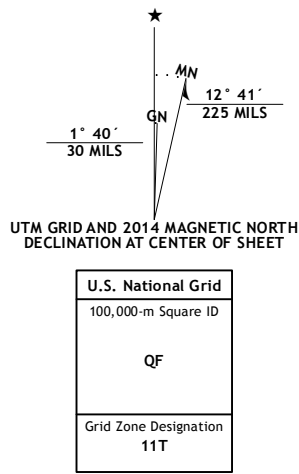 MN
GN
12° 41´
225 MILS
1° 40´
30 MILS
UTM GRID AND 2014 MAGNETIC NORTH
DECLINATION AT CENTER OF SHEET
U.S. National Grid
100,000-m Square ID
QF
Grid Zone Designation
11T